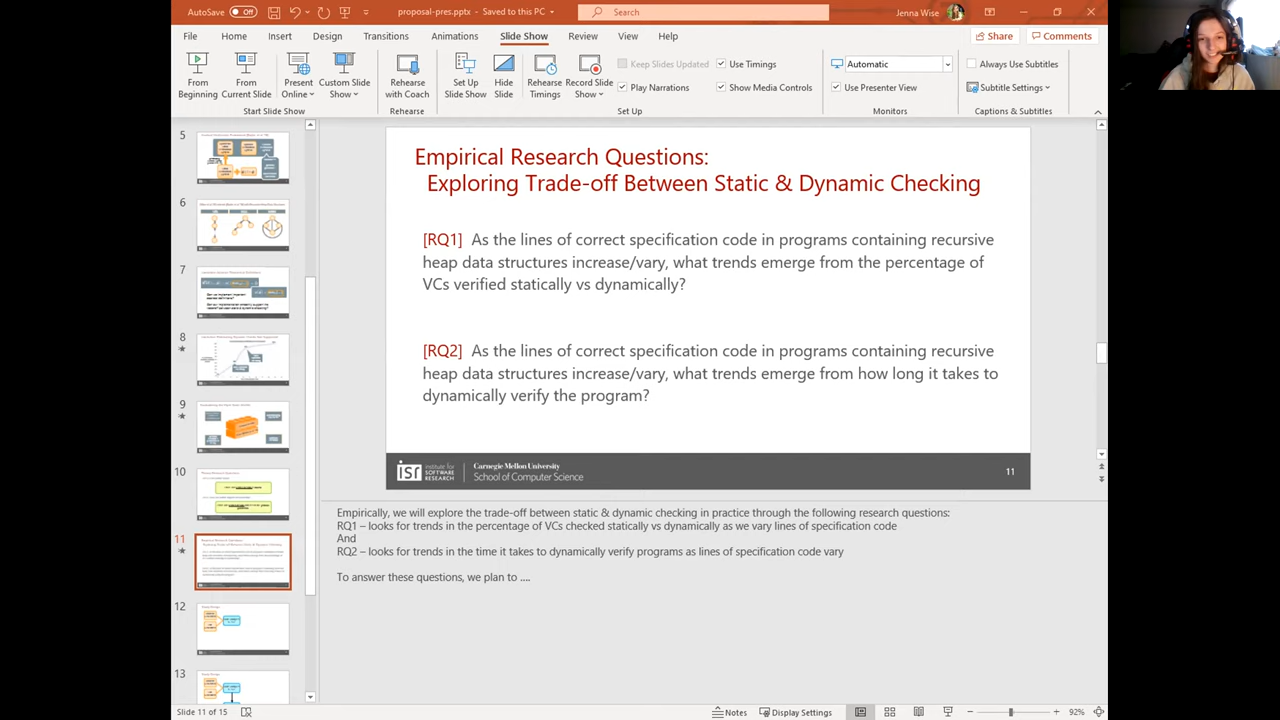 AutoSave Off proposal-pres.pptx - Saved to this PC Search Jenna Wise
File Home Insert Design Transitions Animations Slide Show Review View Help Share Comments
From Beginning
From Current Slide
Present Online
Custom Slide Show
Rehearse with Coach
Set Up Slide Show
Hide Slide
Rehearse Timings
Record Slide Show
Keep Slides Updated
Play Narrations
Use Timings
Show Media Controls
Automatic
Use Presenter View
Always Use Subtitles
Subtitle Settings
Start Slide Show Rehearse Set Up Monitors Captions & Subtitles
5
6
7
8
9
10
11
12
13
Empirical Research Questions:
Exploring Trade-off Between Static & Dynamic Checking
[RQ1] As the lines of correct specification code in programs containing recursive
heap data structures increase/vary, what trends emerge from the percentage of
VCs verified statically vs dynamically?
[RQ2] As the lines of correct specification code in programs containing recursive
heap data structures increase/vary, what trends emerge from how long it takes to
dynamically verify the program?
isr institute for SOFTWARE RESEARCH
Carnegie Mellon University
School of Computer Science
11
Empirically, we will explore the trade-off between static & dynamic checking in practice through the following research questions:
RQ1 – looks for trends in the percentage of VCs checked statically vs dynamically as we vary lines of specification code
And
RQ2 – looks for trends in the time it takes to dynamically verify programs as lines of specification code vary
To answer these questions, we plan to ....
Slide 11 of 15 Notes Display Settings 92%